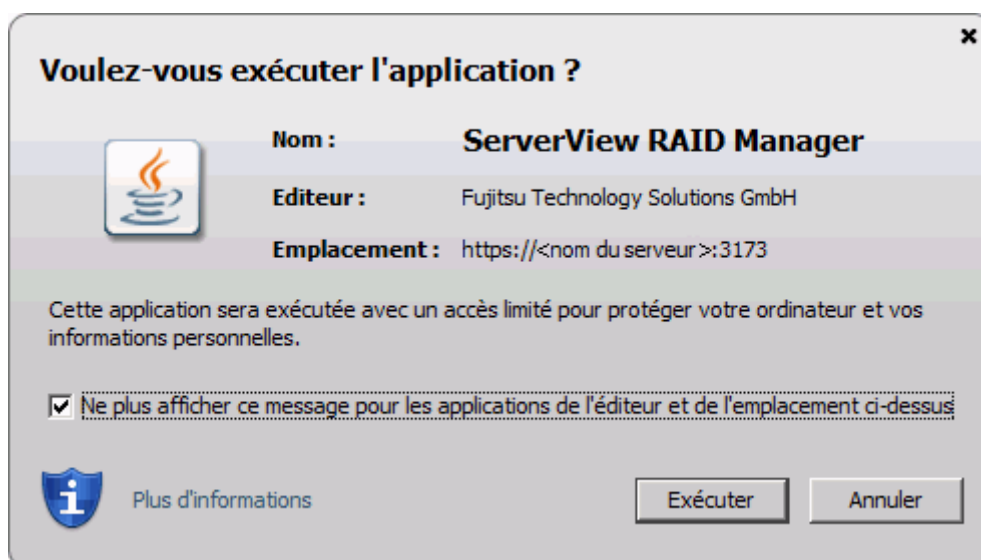 Voulez-vous exécuter l'application ?
Nom : ServerView RAID Manager
Editeur : Fujitsu Technology Solutions GmbH
Emplacement : https://<nom du serveur>:3173
Cette application sera exécutée avec un accès limité pour protéger votre ordinateur et vos
informations personnelles.
Ne plus afficher ce message pour les applications de l'éditeur et de l'emplacement ci-dessus
Plus d'informations
Exécuter
Annuler